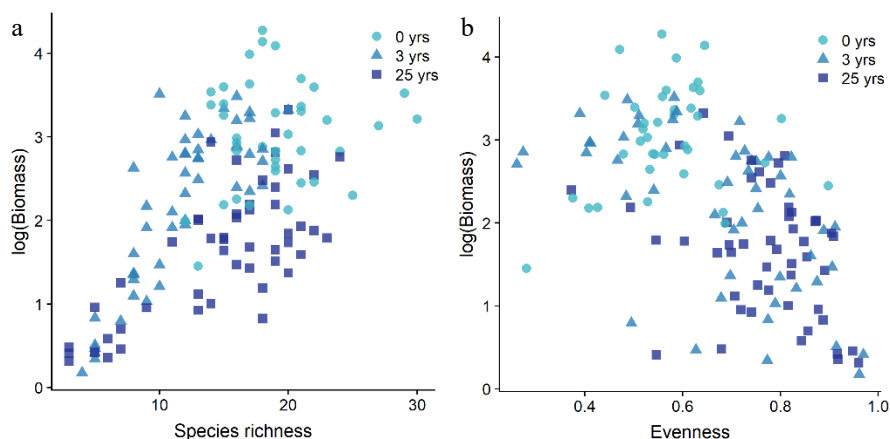 a
0 yrs
3 yrs
25 yrs
log(Biomass)
4
3
2
1
0
10
20
30
Species richness
b
0 yrs
3 yrs
25 yrs
log(Biomass)
4
3
2
1
0
0.4
0.6
0.8
1.0
Evenness